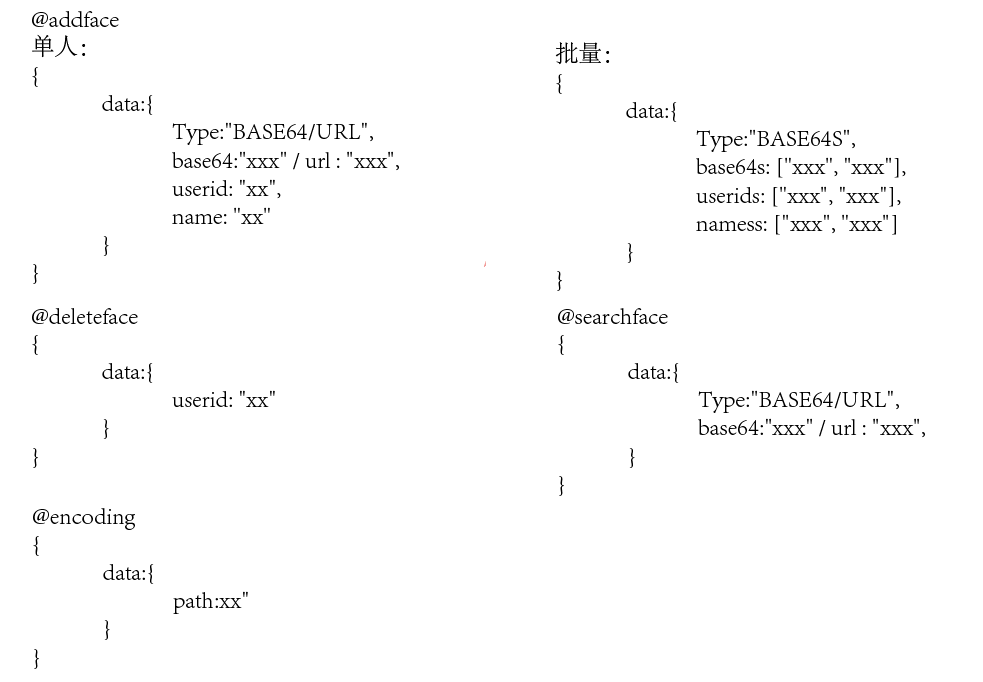 @addface
单人：
{
data:{
Type:"BASE64/URL",
base64:"xxx" / url : "xxx",
userid: "xx",
name: "xx"
}
}
批量：
{
data:{
Type:"BASE64S",
base64s: ["xxx", "xxx"],
userids: ["xxx", "xxx"],
namess: ["xxx", "xxx"]
}
}
@deleteface
{
data:{
userid: "xx"
}
}
@searchface
{
data:{
Type:"BASE64/URL",
base64:"xxx" / url : "xxx",
}
}
@encoding
{
data:{
path:xx"
}
}